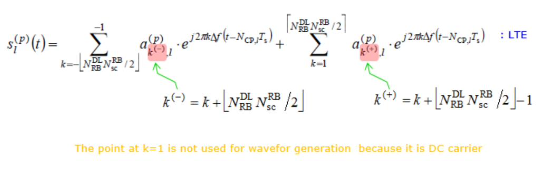 s_l^{(p)}(t) = \sum_{k=-\lfloor N_{RB}^{DL} N_{sc}^{RB}/2 \rfloor}^{-1} a_{k^{(-)},l}^{(p)} \cdot e^{j2\pi k\Delta f(t-N_{CP,l}T_s)} + \sum_{k=1}^{\lceil N_{RB}^{DL} N_{sc}^{RB}/2 \rceil} a_{k^{(+)},l}^{(p)} \cdot e^{j2\pi k\Delta f(t-N_{CP,l}T_s)} : LTE
k^{(-)} = k + \lfloor N_{RB}^{DL} N_{sc}^{RB}/2 \rfloor k^{(+)} = k + \lfloor N_{RB}^{DL} N_{sc}^{RB}/2 \rfloor - 1
The point at k=1 is not used for wavefor generation because it is DC carrier